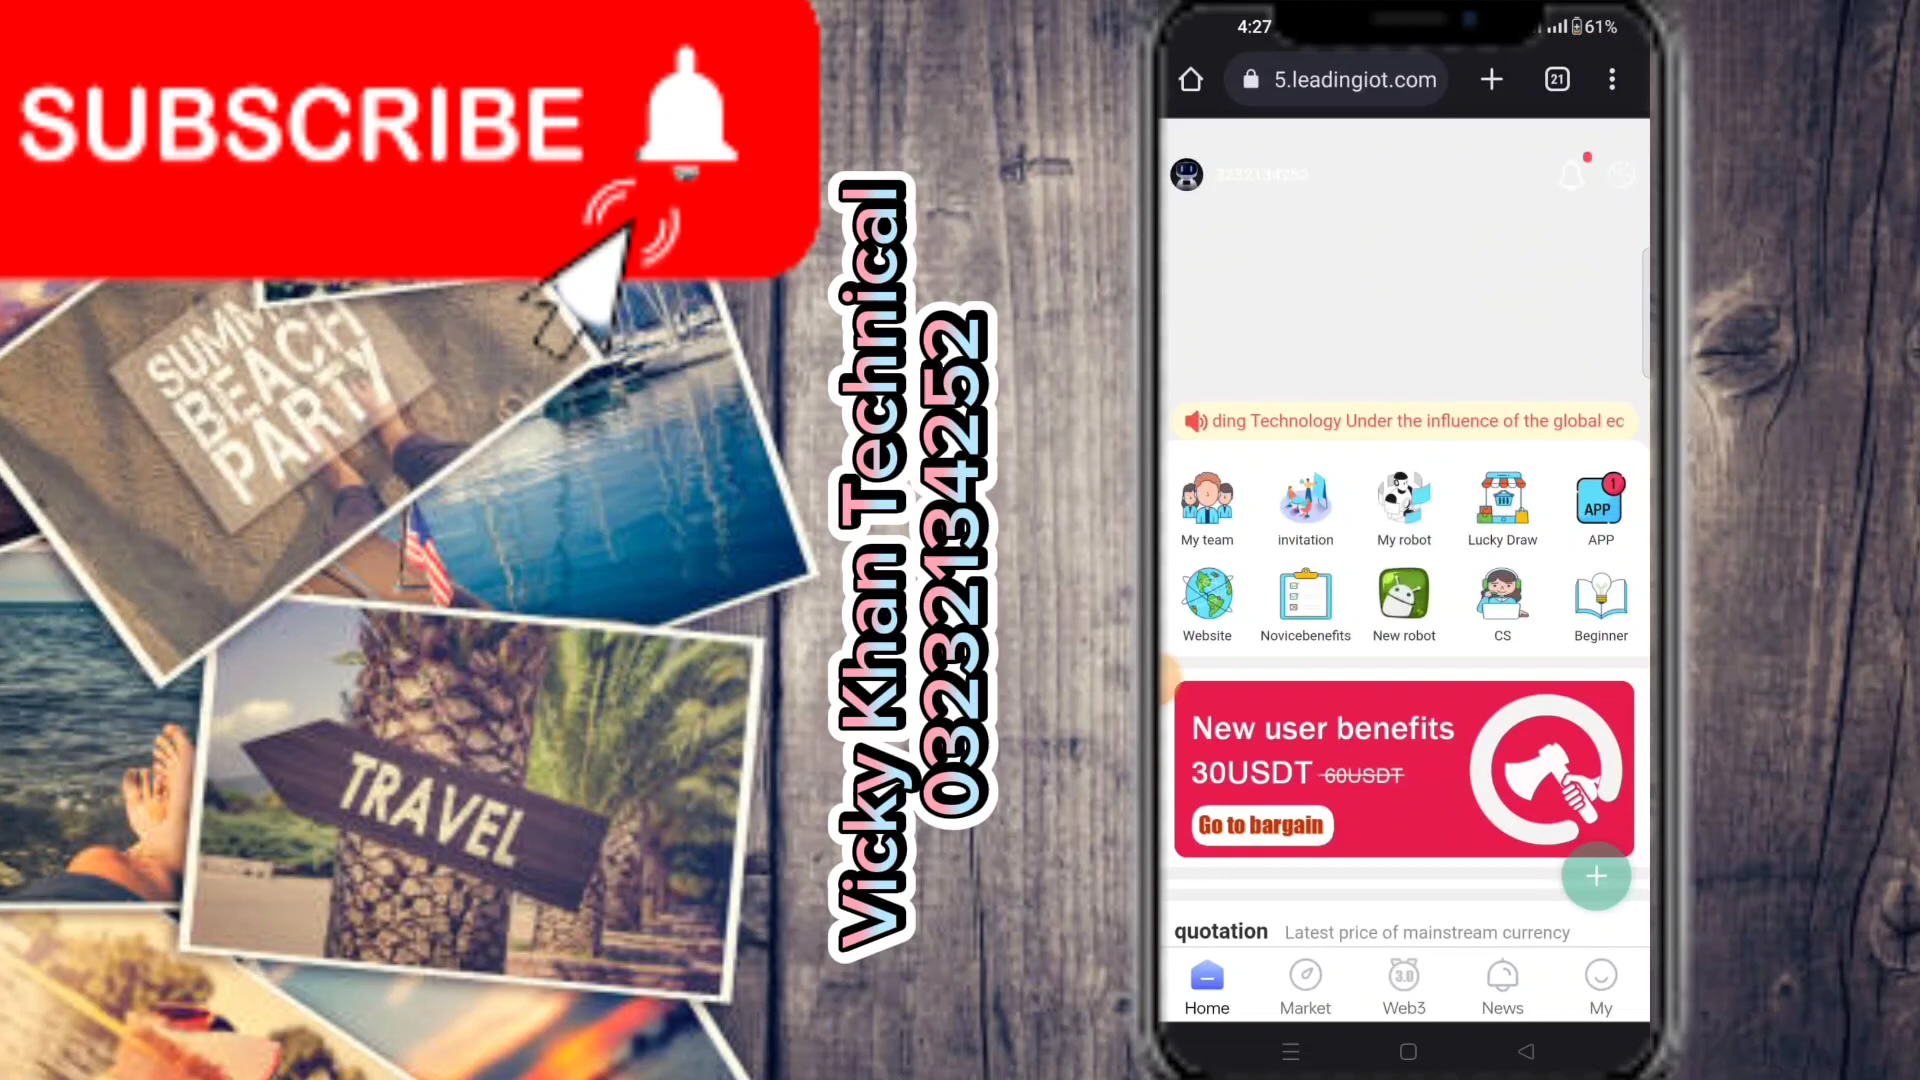 SUBSCRIBE
SUMM
BEACH
PARTY
TRAVEL
Vicky Khan Technical
03232134252
4:27
61%
5.leadingiot.com
21
3232134252
ding Technology Under the influence of the global ec
My team
invitation
My robot
Lucky Draw
1
APP
APP
Website
Novicebenefits
New robot
CS
Beginner
New user benefits
30USDT 60USDT
Go to bargain
quotation Latest price of mainstream currency
3.0
Home
Market
Web3
News
My